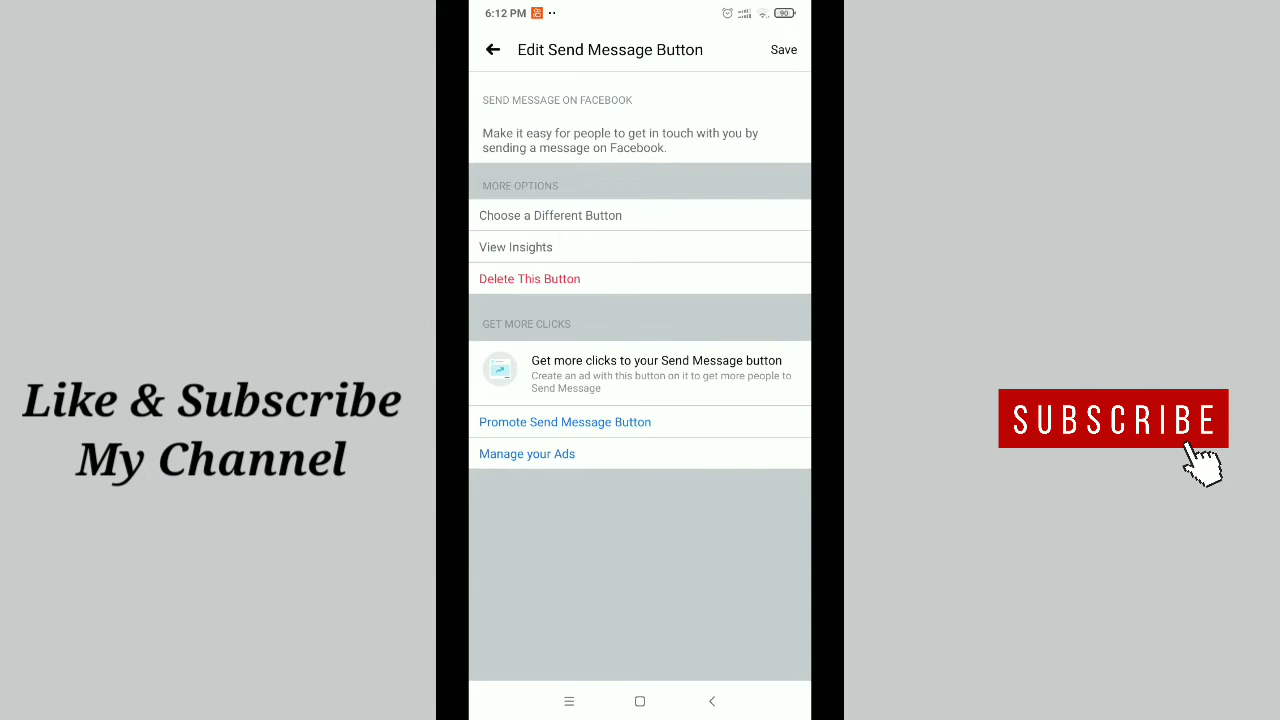 6:12 PM
90
Edit Send Message Button
Save
SEND MESSAGE ON FACEBOOK
Make it easy for people to get in touch with you by
sending a message on Facebook.
MORE OPTIONS
Choose a Different Button
View Insights
Delete This Button
GET MORE CLICKS
Get more clicks to your Send Message button
Create an ad with this button on it to get more people to
Send Message
Promote Send Message Button
Manage your Ads
Like & Subscribe
My Channel
SUBSCRIBE